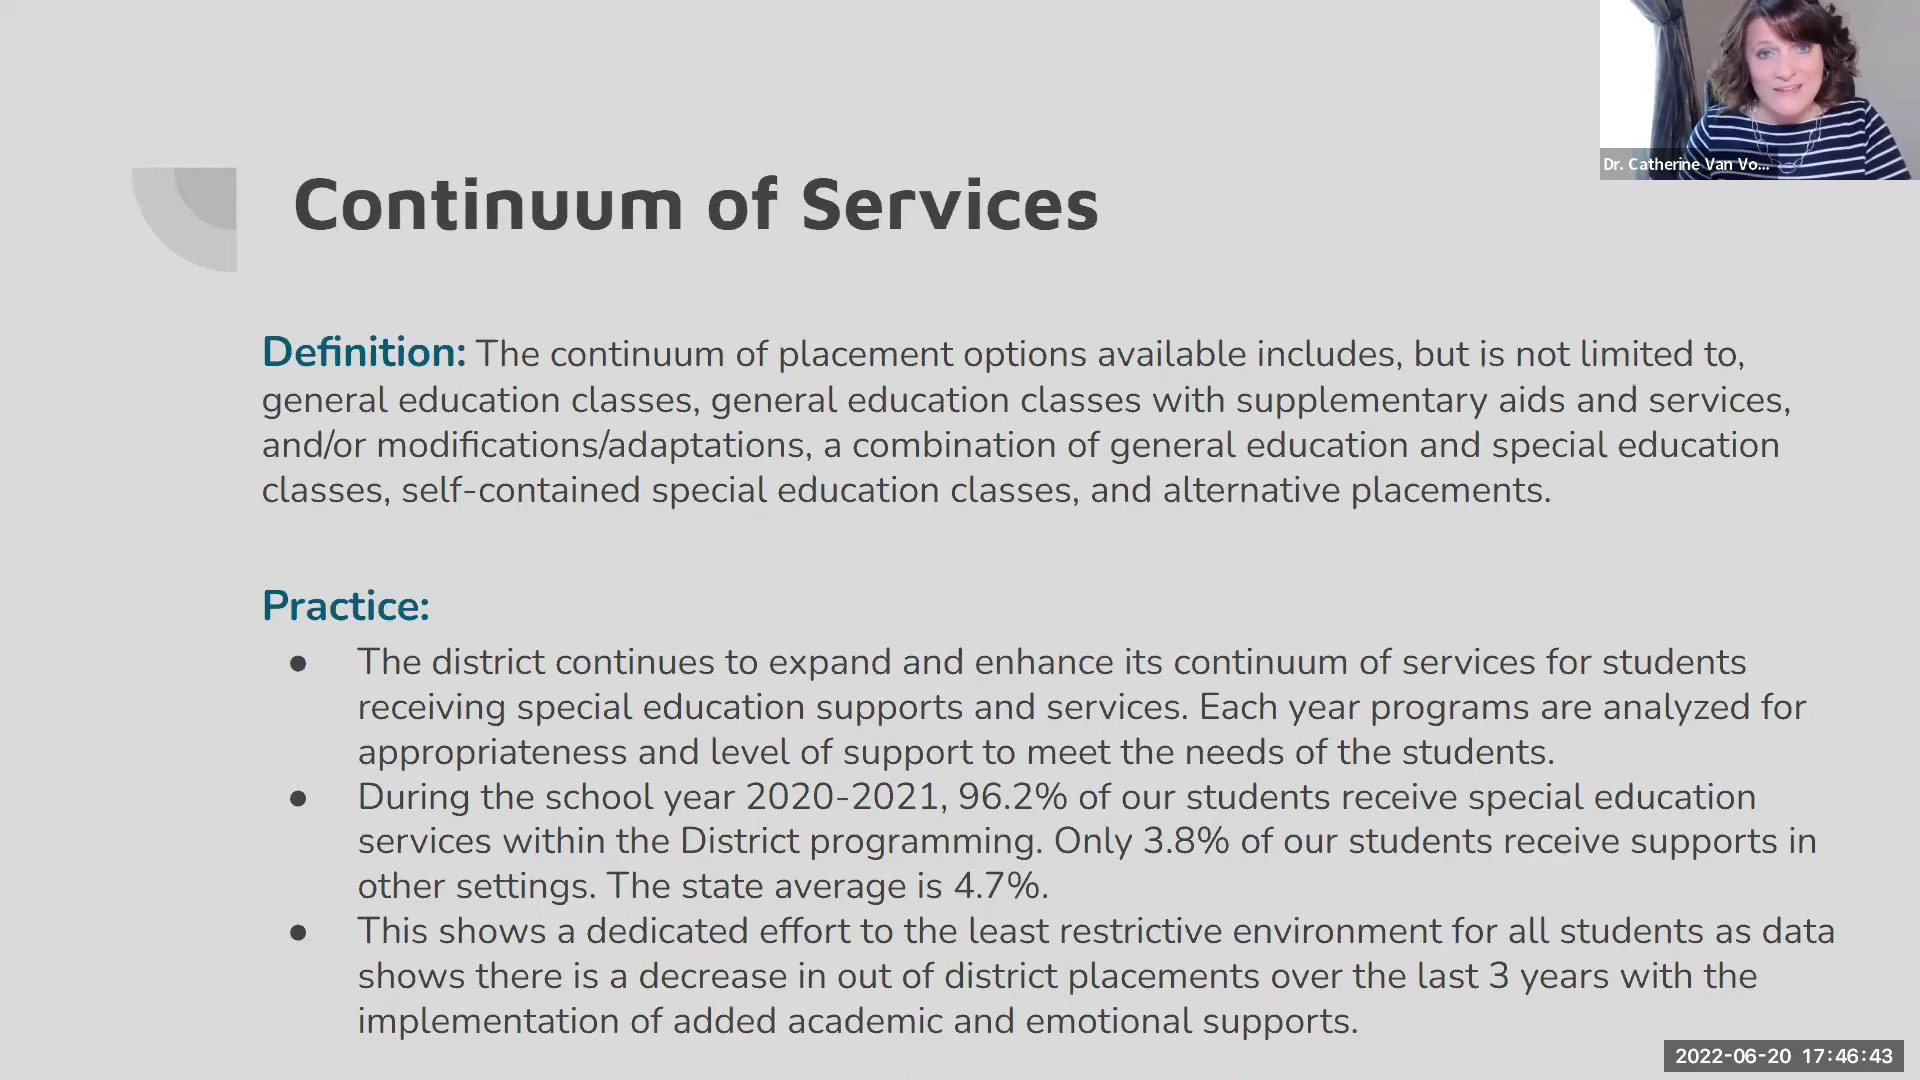 Dr. Catherine Van Vo...
Continuum of Services
Definition: The continuum of placement options available includes, but is not limited to,
general education classes, general education classes with supplementary aids and services,
and/or modifications/adaptations, a combination of general education and special education
classes, self-contained special education classes, and alternative placements.
Practice:
● The district continues to expand and enhance its continuum of services for students
receiving special education supports and services. Each year programs are analyzed for
appropriateness and level of support to meet the needs of the students.
● During the school year 2020-2021, 96.2% of our students receive special education
services within the District programming. Only 3.8% of our students receive supports in
other settings. The state average is 4.7%.
● This shows a dedicated effort to the least restrictive environment for all students as data
shows there is a decrease in out of district placements over the last 3 years with the
implementation of added academic and emotional supports.
2022-06-20 17:46:43